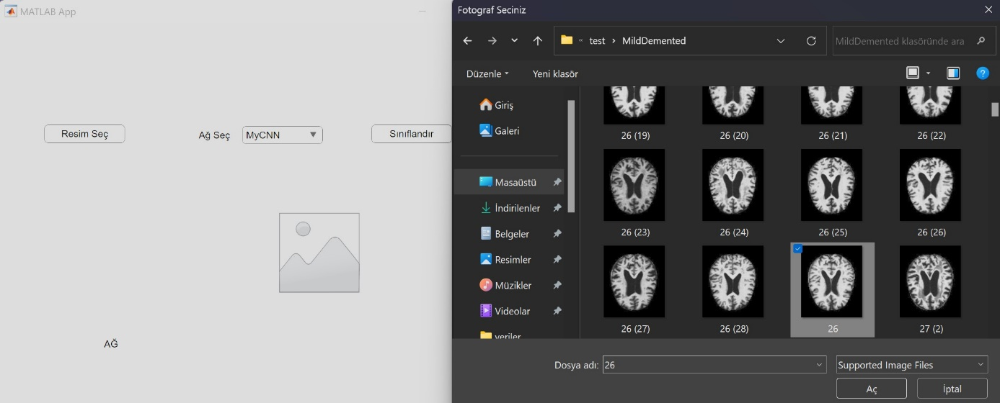 MATLAB App
Resim Seç
Ağ Seç
MyCNN
Sınıflandır
AĞ
Fotograf Seciniz
« test › MildDemented
MildDemented klasöründe ara
Düzenle
Yeni klasör
Giriş
Galeri
Masaüstü
İndirilenler
Belgeler
Resimler
Müzikler
Videolar
veriler
26 (19)
26 (20)
26 (21)
26 (22)
26 (23)
26 (24)
26 (25)
26 (26)
26 (27)
26 (28)
26
27 (2)
Dosya adı:
26
Supported Image Files
Aç
İptal